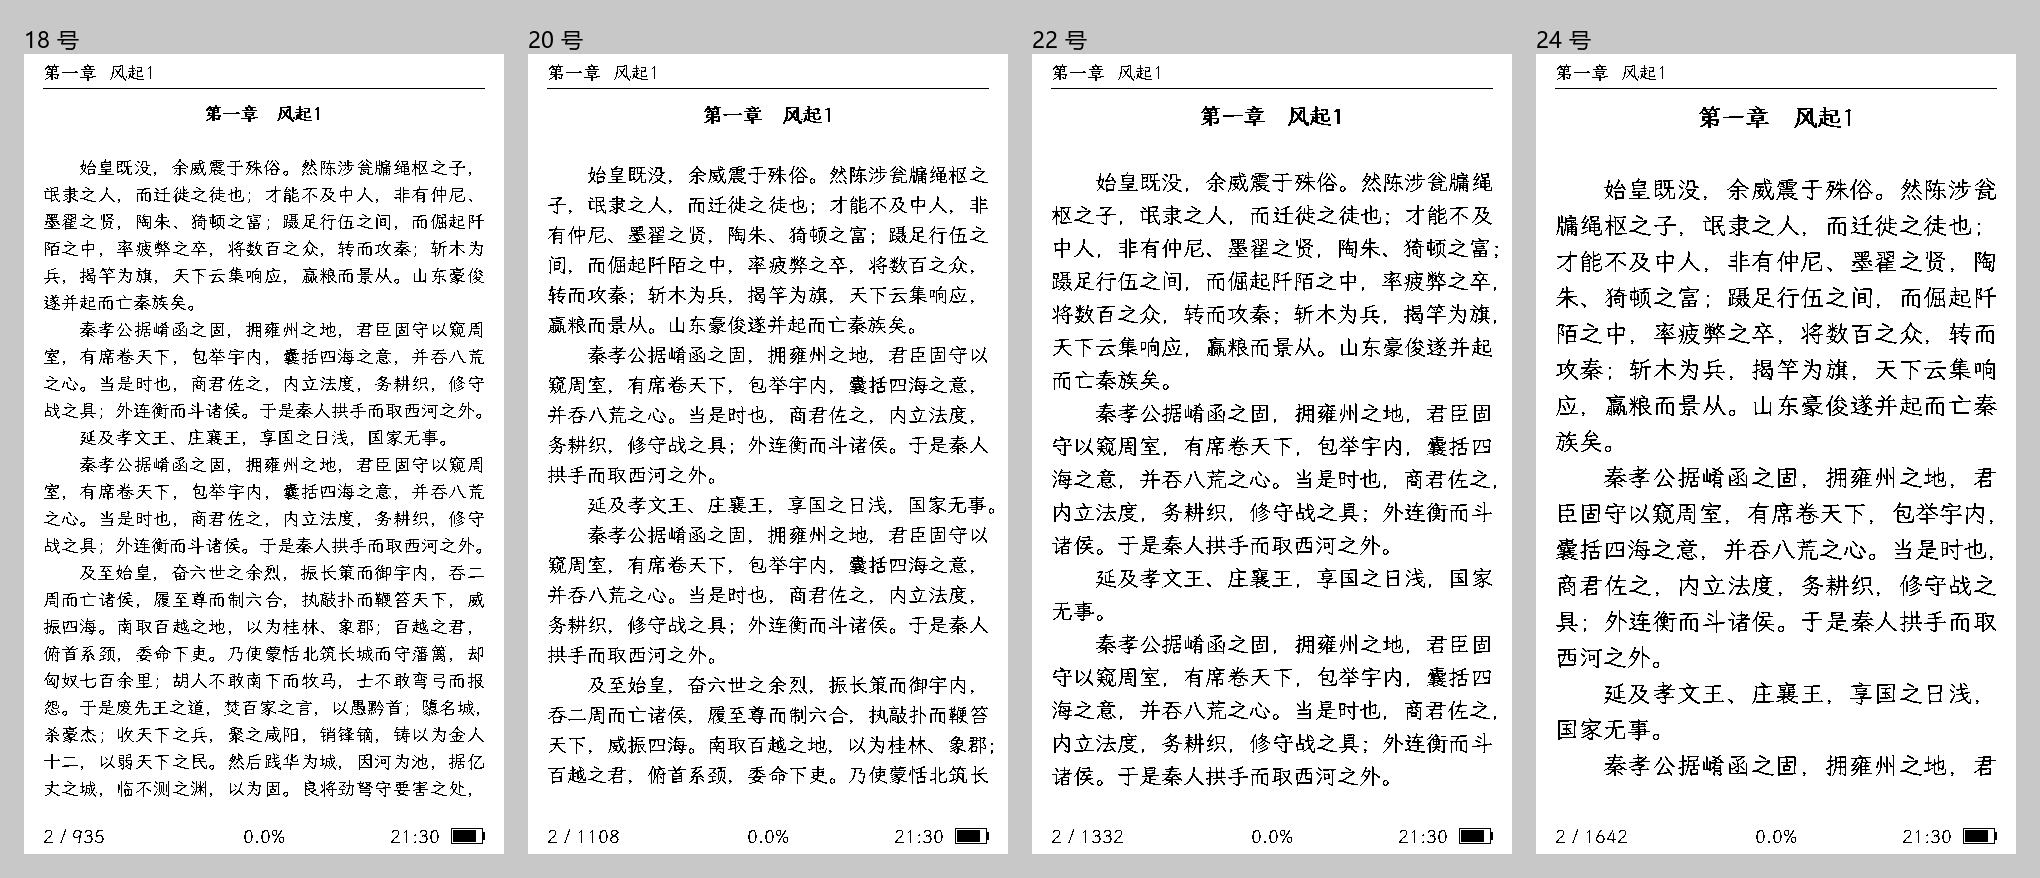 18 号
第一章 风起1
第一章 风起1
始皇既没，余威震于殊俗。然陈涉瓮牖绳枢之子，
氓隶之人，而迁徙之徒也；才能不及中人，非有仲尼、
墨翟之贤，陶朱、猗顿之富；蹑足行伍之间，而倔起阡
陌之中，率疲弊之卒，将数百之众，转而攻秦；斩木为
兵，揭竿为旗，天下云集响应，赢粮而景从。山东豪俊
遂并起而亡秦族矣。
秦孝公据崤函之固，拥雍州之地，君臣固守以窥周
室，有席卷天下，包举宇内，囊括四海之意，并吞八荒
之心。当是时也，商君佐之，内立法度，务耕织，修守
战之具；外连衡而斗诸侯。于是秦人拱手而取西河之外。
延及孝文王、庄襄王，享国之日浅，国家无事。
秦孝公据崤函之固，拥雍州之地，君臣固守以窥周
室，有席卷天下，包举宇内，囊括四海之意，并吞八荒
之心。当是时也，商君佐之，内立法度，务耕织，修守
战之具；外连衡而斗诸侯。于是秦人拱手而取西河之外。
及至始皇，奋六世之余烈，振长策而御宇内，吞二
周而亡诸侯，履至尊而制六合，执敲扑而鞭笞天下，威
振四海。南取百越之地，以为桂林、象郡；百越之君，
俯首系颈，委命下吏。乃使蒙恬北筑长城而守藩篱，却
匈奴七百余里；胡人不敢南下而牧马，士不敢弯弓而报
怨。于是废先王之道，焚百家之言，以愚黔首；隳名城，
杀豪杰；收天下之兵，聚之咸阳，销锋镝，铸以为金人
十二，以弱天下之民。然后践华为城，因河为池，据亿
丈之城，临不测之渊，以为固。良将劲弩守要害之处，
2 / 935 0.0% 21:30
20 号
第一章 风起1
第一章 风起1
始皇既没，余威震于殊俗。然陈涉瓮牖绳枢之
子，氓隶之人，而迁徙之徒也；才能不及中人，非
有仲尼、墨翟之贤，陶朱、猗顿之富；蹑足行伍之
间，而倔起阡陌之中，率疲弊之卒，将数百之众，
转而攻秦；斩木为兵，揭竿为旗，天下云集响应，
赢粮而景从。山东豪俊遂并起而亡秦族矣。
秦孝公据崤函之固，拥雍州之地，君臣固守以
窥周室，有席卷天下，包举宇内，囊括四海之意，
并吞八荒之心。当是时也，商君佐之，内立法度，
务耕织，修守战之具；外连衡而斗诸侯。于是秦人
拱手而取西河之外。
延及孝文王、庄襄王，享国之日浅，国家无事。
秦孝公据崤函之固，拥雍州之地，君臣固守以
窥周室，有席卷天下，包举宇内，囊括四海之意，
并吞八荒之心。当是时也，商君佐之，内立法度，
务耕织，修守战之具；外连衡而斗诸侯。于是秦人
拱手而取西河之外。
及至始皇，奋六世之余烈，振长策而御宇内，
吞二周而亡诸侯，履至尊而制六合，执敲扑而鞭笞
天下，威振四海。南取百越之地，以为桂林、象郡；
百越之君，俯首系颈，委命下吏。乃使蒙恬北筑长
2 / 1108 0.0% 21:30
22 号
第一章 风起1
第一章 风起1
始皇既没，余威震于殊俗。然陈涉瓮牖绳
枢之子，氓隶之人，而迁徙之徒也；才能不及
中人，非有仲尼、墨翟之贤，陶朱、猗顿之富；
蹑足行伍之间，而倔起阡陌之中，率疲弊之卒，
将数百之众，转而攻秦；斩木为兵，揭竿为旗，
天下云集响应，赢粮而景从。山东豪俊遂并起
而亡秦族矣。
秦孝公据崤函之固，拥雍州之地，君臣固
守以窥周室，有席卷天下，包举宇内，囊括四
海之意，并吞八荒之心。当是时也，商君佐之，
内立法度，务耕织，修守战之具；外连衡而斗
诸侯。于是秦人拱手而取西河之外。
延及孝文王、庄襄王，享国之日浅，国家
无事。
秦孝公据崤函之固，拥雍州之地，君臣固
守以窥周室，有席卷天下，包举宇内，囊括四
海之意，并吞八荒之心。当是时也，商君佐之，
内立法度，务耕织，修守战之具；外连衡而斗
诸侯。于是秦人拱手而取西河之外。
2 / 1332 0.0% 21:30
24 号
第一章 风起1
第一章 风起1
始皇既没，余威震于殊俗。然陈涉瓮
牖绳枢之子，氓隶之人，而迁徙之徒也；
才能不及中人，非有仲尼、墨翟之贤，陶
朱、猗顿之富；蹑足行伍之间，而倔起阡
陌之中，率疲弊之卒，将数百之众，转而
攻秦；斩木为兵，揭竿为旗，天下云集响
应，赢粮而景从。山东豪俊遂并起而亡秦
族矣。
秦孝公据崤函之固，拥雍州之地，君
臣固守以窥周室，有席卷天下，包举宇内，
囊括四海之意，并吞八荒之心。当是时也，
商君佐之，内立法度，务耕织，修守战之
具；外连衡而斗诸侯。于是秦人拱手而取
西河之外。
延及孝文王、庄襄王，享国之日浅，
国家无事。
秦孝公据崤函之固，拥雍州之地，君
2 / 1642 0.0% 21:30